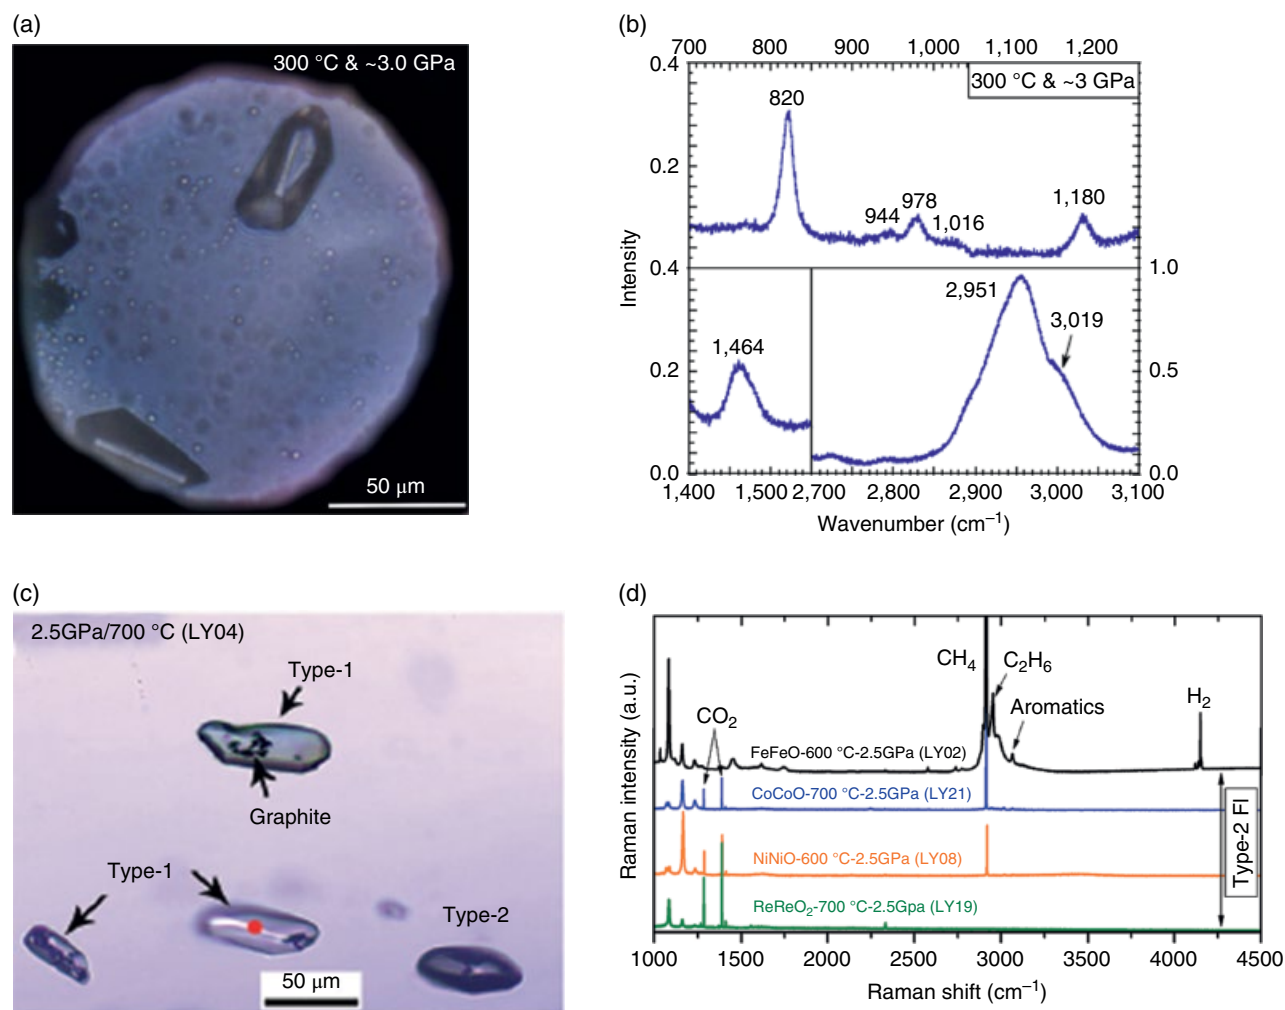 (a)
300 °C & ~3.0 GPa
50 μm
(b)
700 800 900 1,000 1,100 1,200
300 °C & ~3 GPa
0.4
820
0.2
944
978
1,016
1,180
0.4
1.0
2,951
3,019
1,464
0.2
0.5
0.0
0.0
1,400 1,500 2,700 2,800 2,900 3,000 3,100
Intensity
Wavenumber (cm⁻¹)
(c)
2.5GPa/700 °C (LY04)
Type-1
Graphite
Type-1
Type-2
50 μm
(d)
CH₄
C₂H₆
Aromatics
H₂
CO₂
FeFeO-600 °C-2.5GPa (LY02)
CoCoO-700 °C-2.5GPa (LY21)
NiNiO-600 °C-2.5GPa (LY08)
ReReO₂-700 °C-2.5Gpa (LY19)
Type-2 FI
Raman intensity (a.u.)
1000 1500 2000 2500 3000 3500 4000 4500
Raman shift (cm⁻¹)